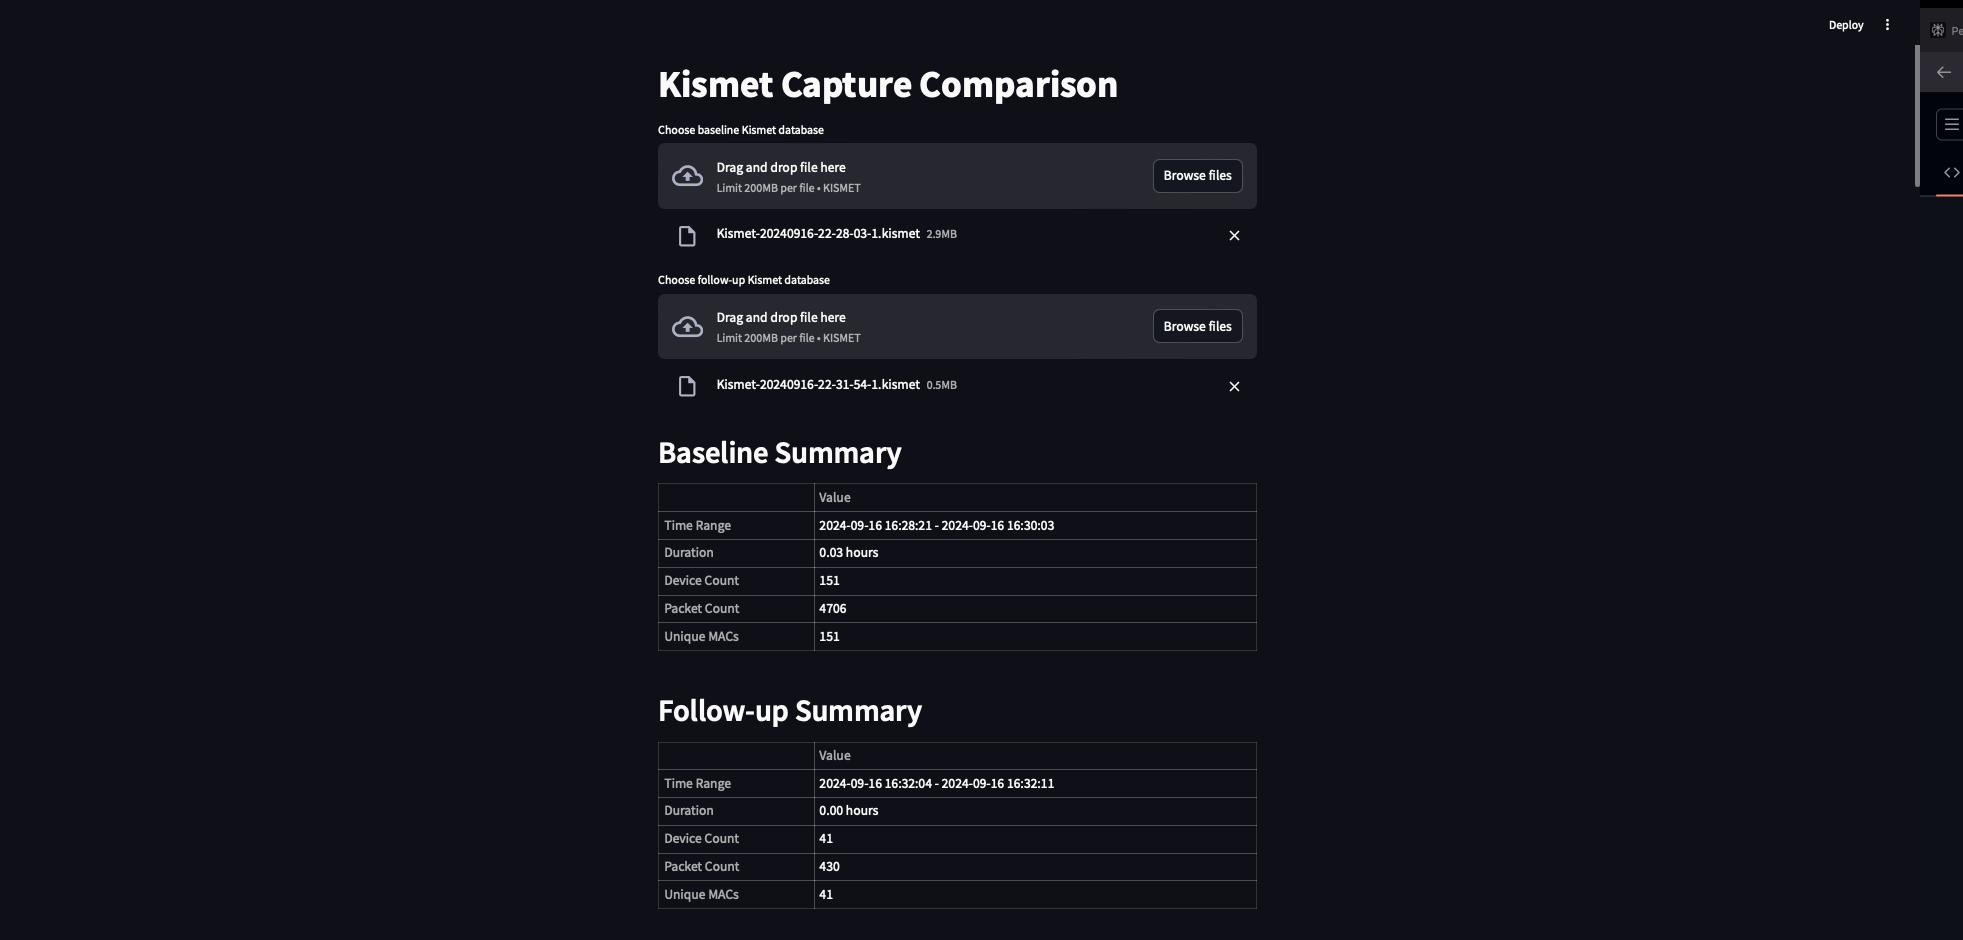 Deploy
Pe
Kismet Capture Comparison
Choose baseline Kismet database
Drag and drop file here
Limit 200MB per file • KISMET
Browse files
Kismet-20240916-22-28-03-1.kismet 2.9MB
Choose follow-up Kismet database
Drag and drop file here
Limit 200MB per file • KISMET
Browse files
Kismet-20240916-22-31-54-1.kismet 0.5MB
Baseline Summary
Value
Time Range 2024-09-16 16:28:21 - 2024-09-16 16:30:03
Duration 0.03 hours
Device Count 151
Packet Count 4706
Unique MACs 151
Follow-up Summary
Value
Time Range 2024-09-16 16:32:04 - 2024-09-16 16:32:11
Duration 0.00 hours
Device Count 41
Packet Count 430
Unique MACs 41